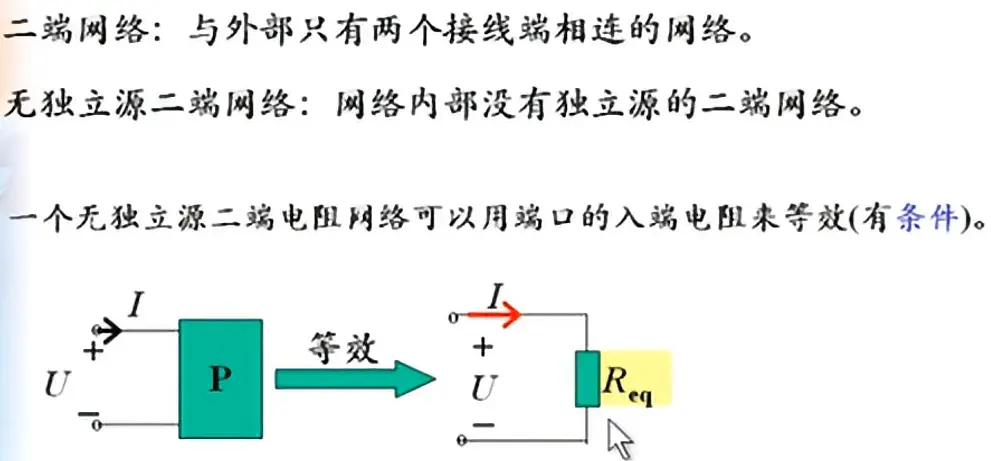 二端网络：与外部只有两个接线端相连的网络。
无独立源二端网络：网络内部没有独立源的二端网络。
一个无独立源二端电阻网络可以用端口的入端电阻来等效(有条件)。
I
+
U
−
P
等效
I
+
U
−
Req